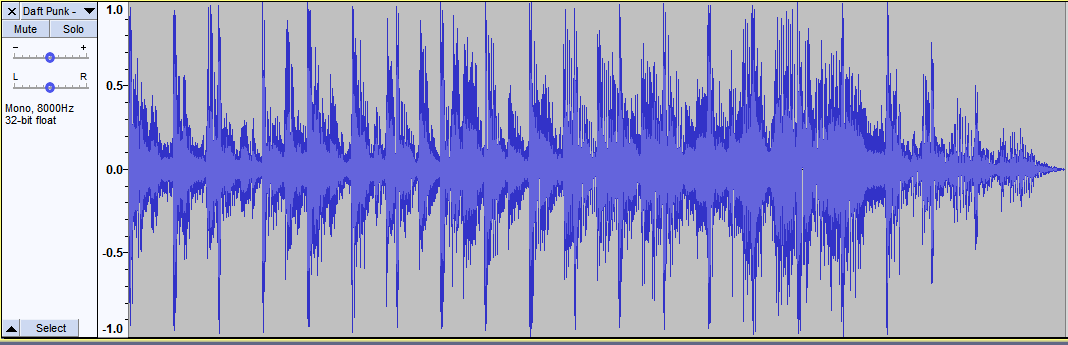 Daft Punk -
Mute Solo
- +
L R
Mono, 8000Hz
32-bit float
Select
1.0
0.5
0.0
-0.5
-1.0